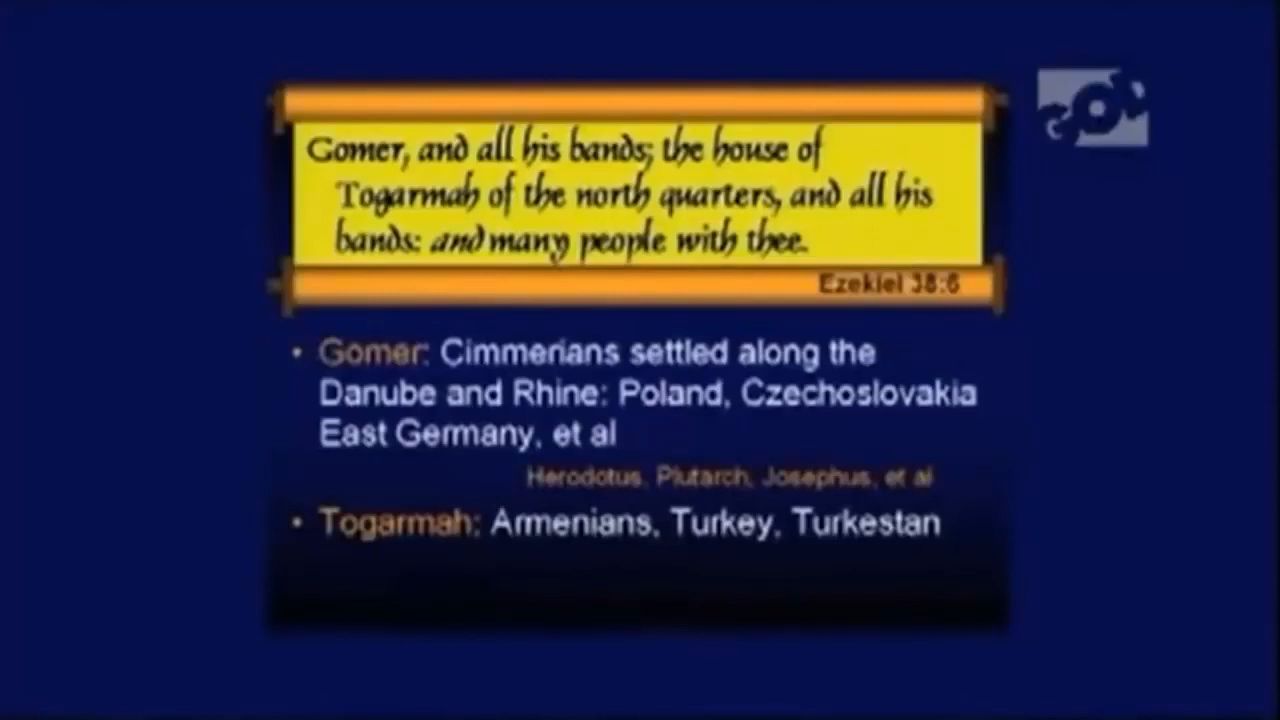 GOD
Gomer, and all his bands; the house of
Togarmah of the north quarters, and all his
bands: and many people with thee.
Ezekiel 38:6
• Gomer: Cimmerians settled along the
Danube and Rhine: Poland, Czechoslovakia
East Germany, et al
Herodotus, Plutarch, Josephus, et al
• Togarmah: Armenians, Turkey, Turkestan